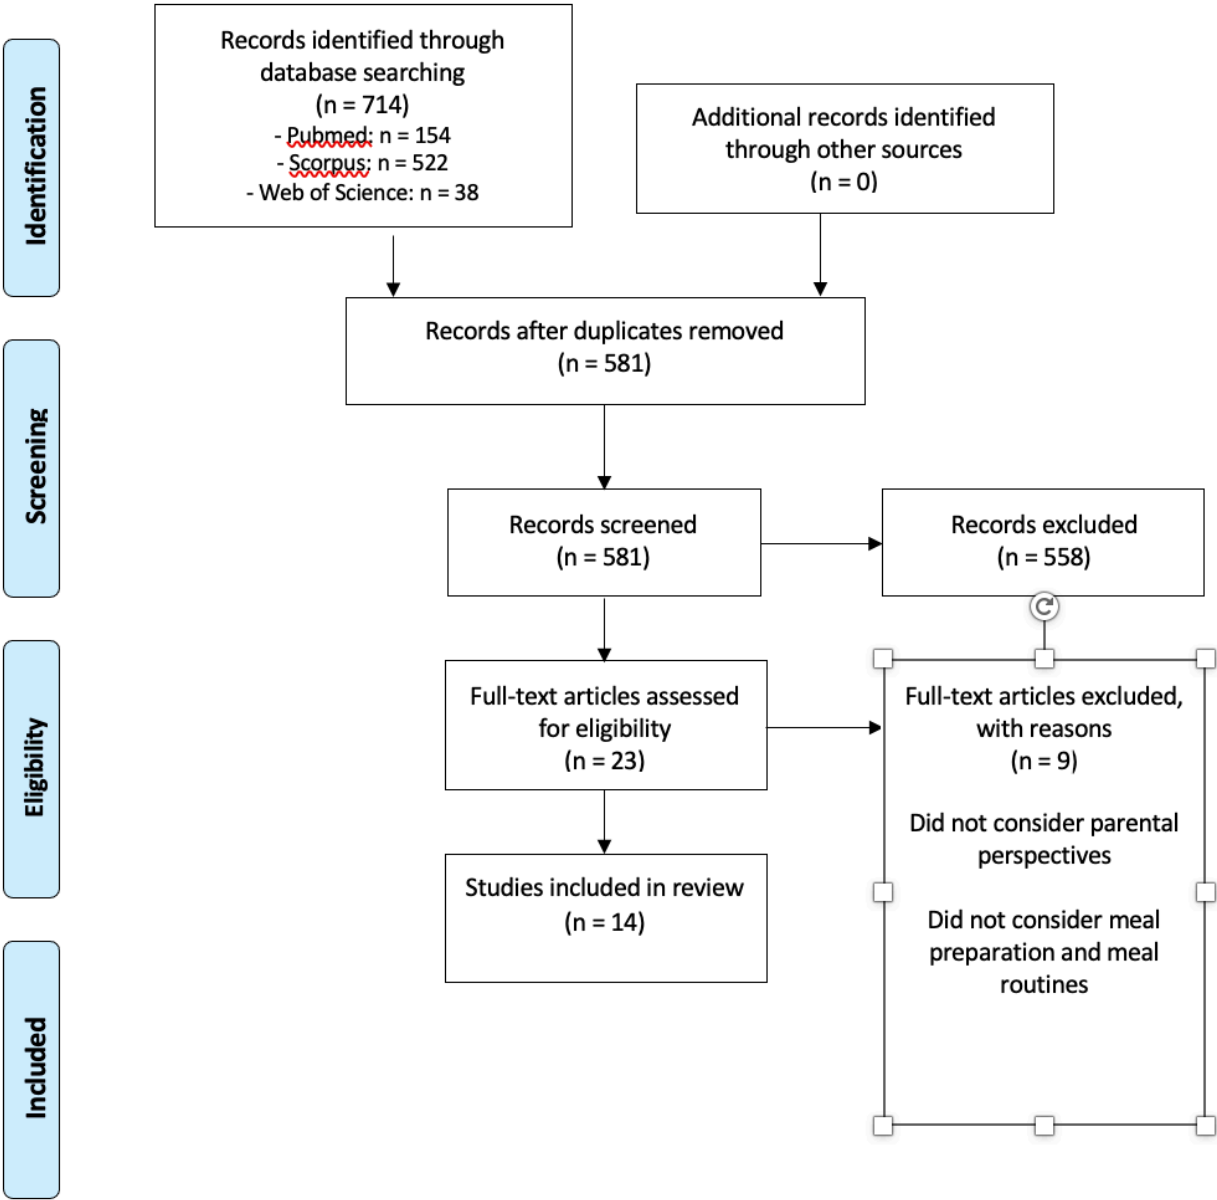 Identification
Records identified through
database searching
(n = 714)
- Pubmed: n = 154
- Scorpus: n = 522
- Web of Science: n = 38
Additional records identified
through other sources
(n = 0)
Records after duplicates removed
(n = 581)
Screening
Records screened
(n = 581)
Records excluded
(n = 558)
Eligibility
Full-text articles assessed
for eligibility
(n = 23)
Full-text articles excluded,
with reasons
(n = 9)
Did not consider parental
perspectives
Did not consider meal
preparation and meal
routines
Studies included in review
(n = 14)
Included